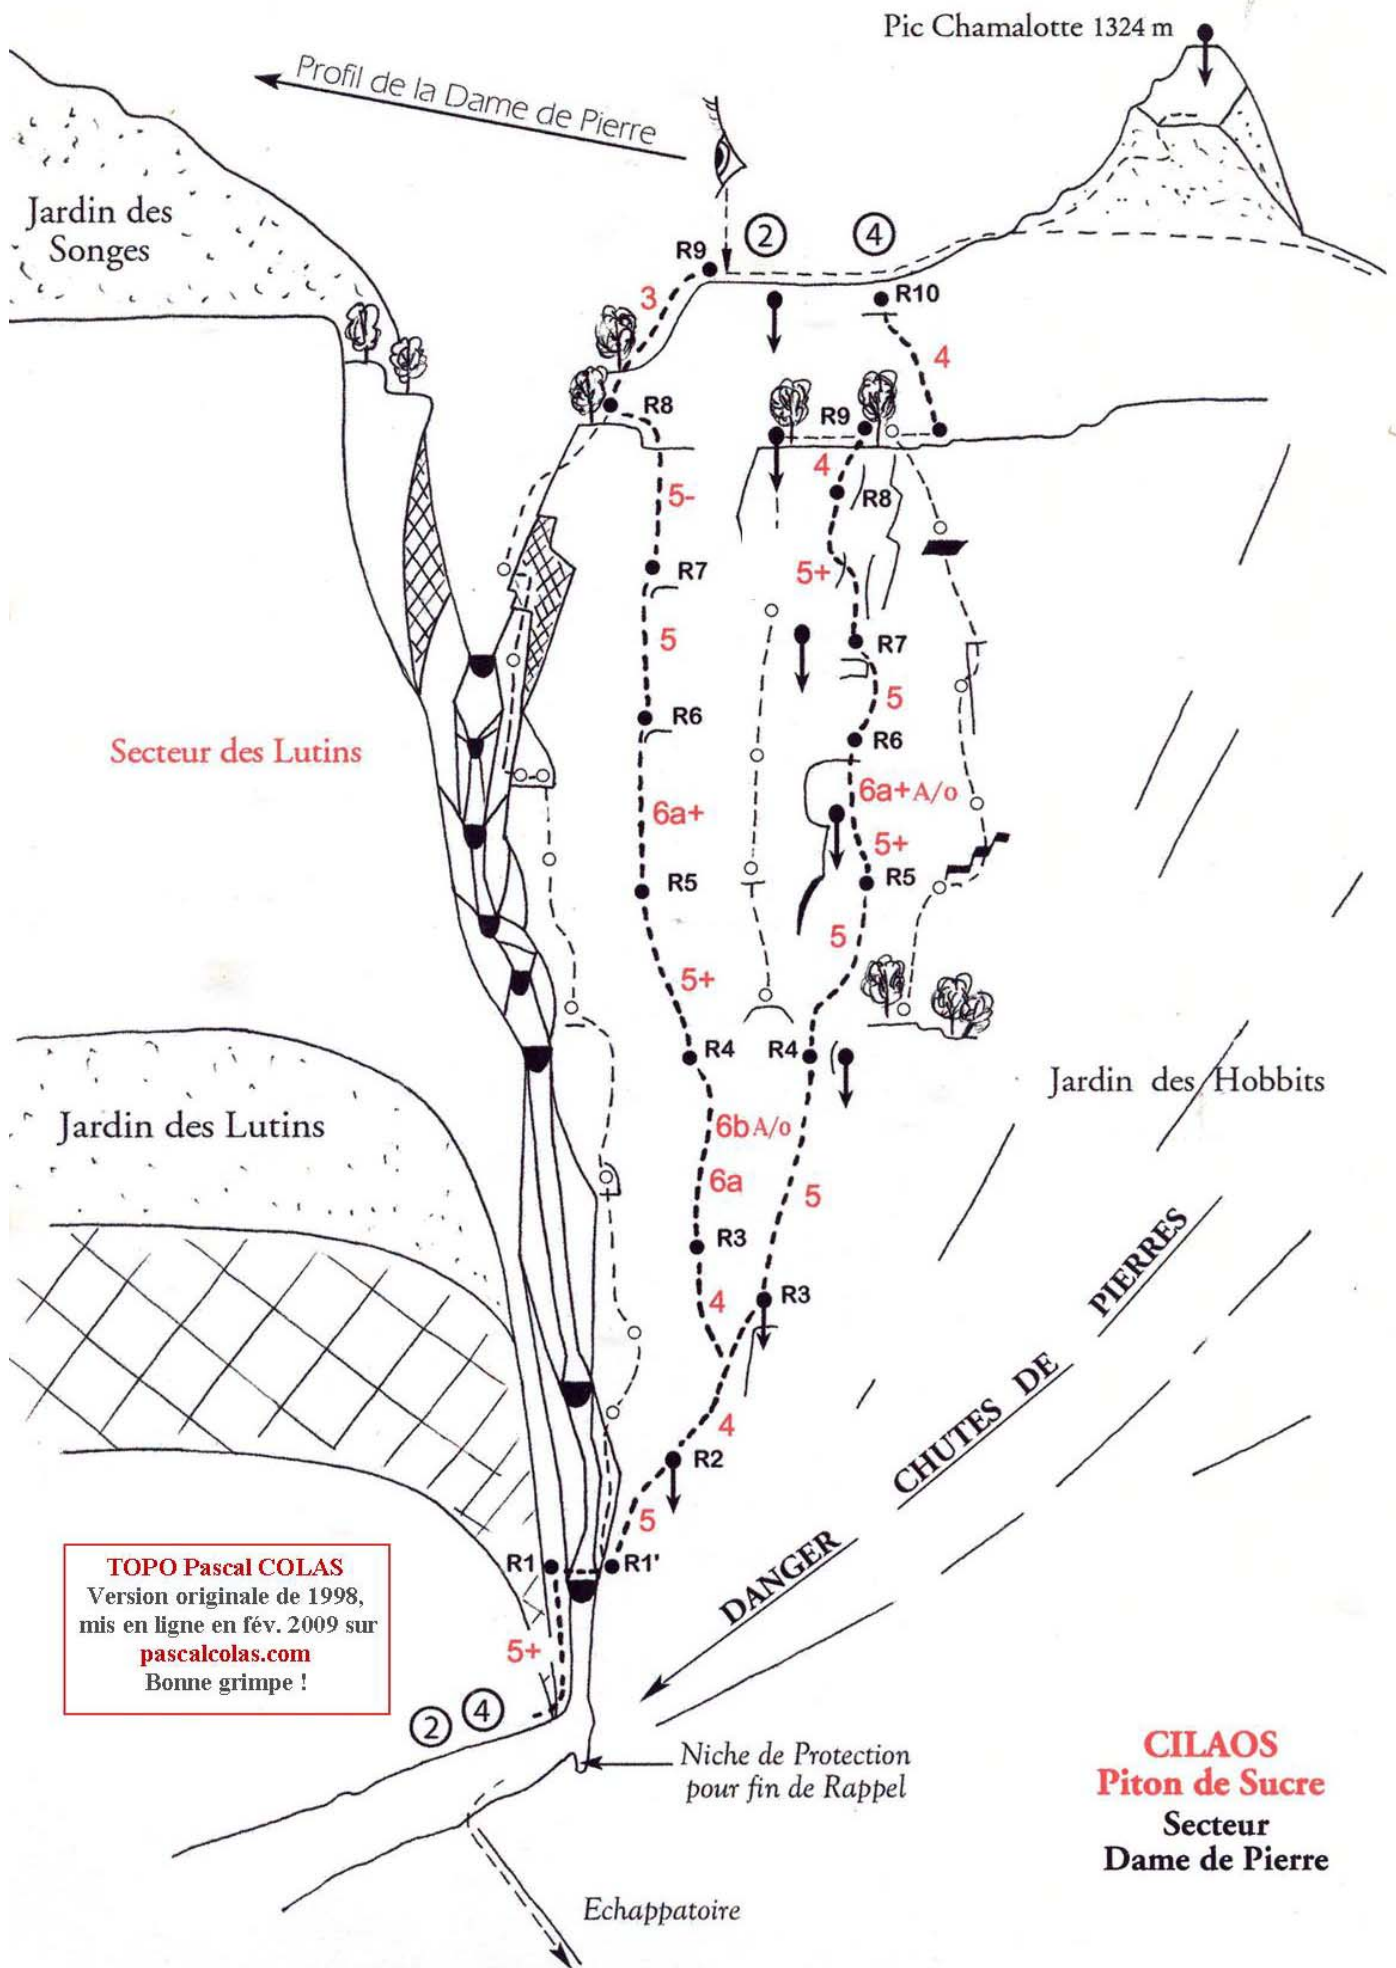 Pic Chamalotte 1324 m
Profil de la Dame de Pierre
Jardin des
Songes
2
4
R9
R10
3
4
R8
R9
4
R8
5-
R7
5+
R7
5
5
R6
R6
Secteur des Lutins
6a+
6a+ A/o
5+
R5
R5
5
5+
R4
R4
Jardin des Hobbits
Jardin des Lutins
6b A/o
6a
5
R3
4
R3
4
R2
5
DANGER CHUTES DE PIERRES
R1
R1'
5+
TOPO Pascal COLAS
Version originale de 1998,
mis en ligne en fév. 2009 sur
pascalcolas.com
Bonne grimpe !
2
4
Niche de Protection
pour fin de Rappel
CILAOS
Piton de Sucre
Secteur
Dame de Pierre
Echappatoire